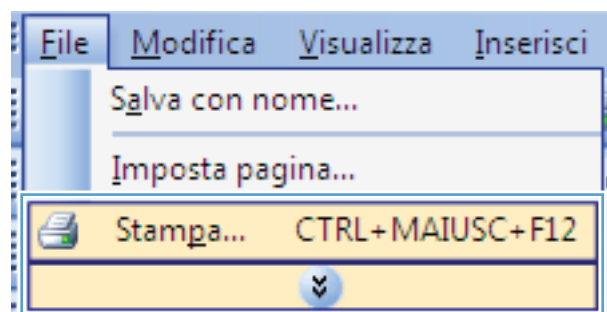 File Modifica Visualizza Inserisci
Salva con nome...
Imposta pagina...
Stampa... CTRL+MAIUSC+F12